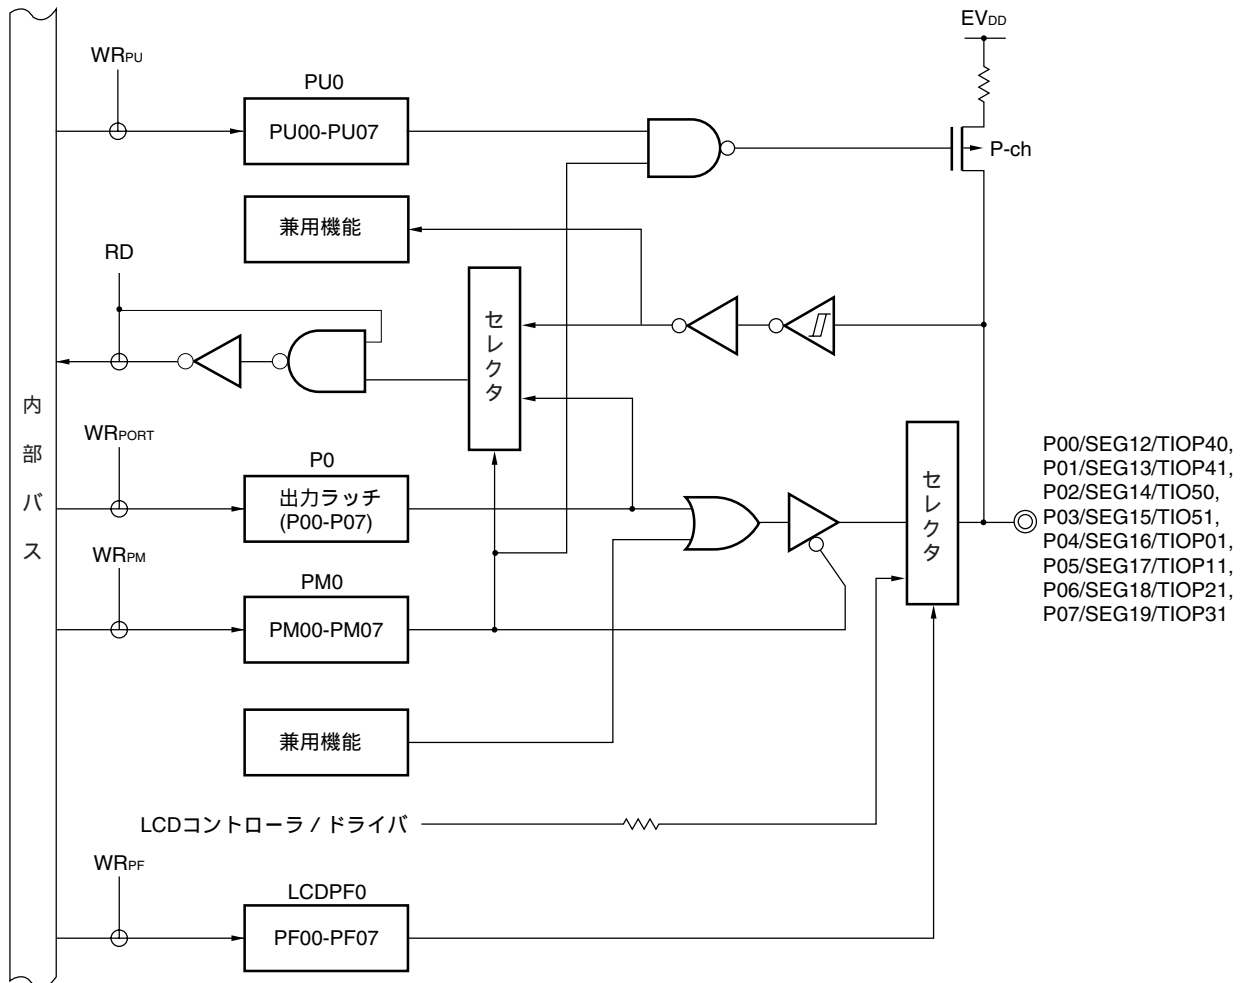 EVDD
WRPU
PU0
PU00-PU07
P-ch
兼用機能
RD
セレクタ
内部バス
WRPORT
P0
出力ラッチ
(P00-P07)
セレクタ
P00/SEG12/TIOP40,
P01/SEG13/TIOP41,
P02/SEG14/TIO50,
P03/SEG15/TIO51,
P04/SEG16/TIOP01,
P05/SEG17/TIOP11,
P06/SEG18/TIOP21,
P07/SEG19/TIOP31
WRPM
PM0
PM00-PM07
兼用機能
LCDコントローラ / ドライバ
WRPF
LCDPF0
PF00-PF07